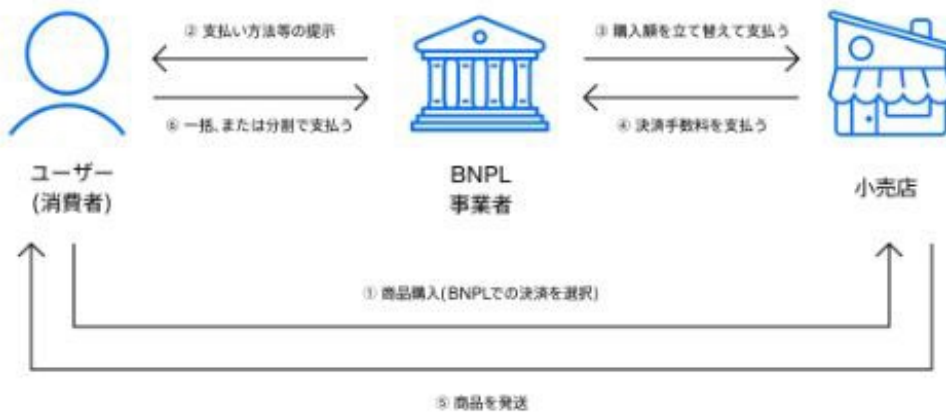 ② 支払い方法等の提示
③ 購入額を立て替えて支払う
⑥ 一括、または分割で支払う
④ 決済手数料を支払う
ユーザー
(消費者)
BNPL
事業者
小売店
① 商品購入(BNPLでの決済を選択)
⑤ 商品を発送